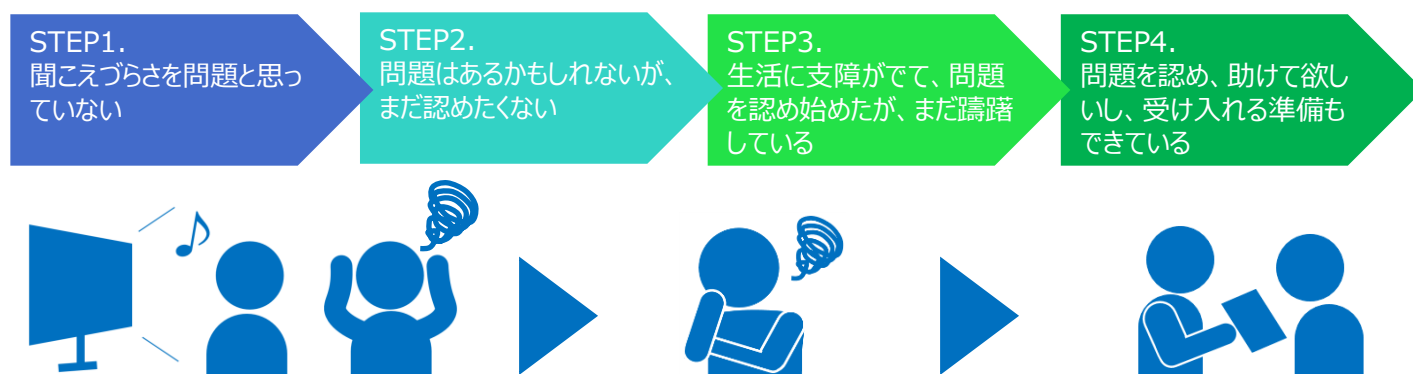 STEP1.
聞こえづらさを問題と思っ
ていない
STEP2.
問題はあるかもしれないが、
まだ認めたくない
STEP3.
生活に支障がでて、問題
を認め始めたが、まだ躊躇
している
STEP4.
問題を認め、助けて欲し
いし、受け入れる準備も
できている